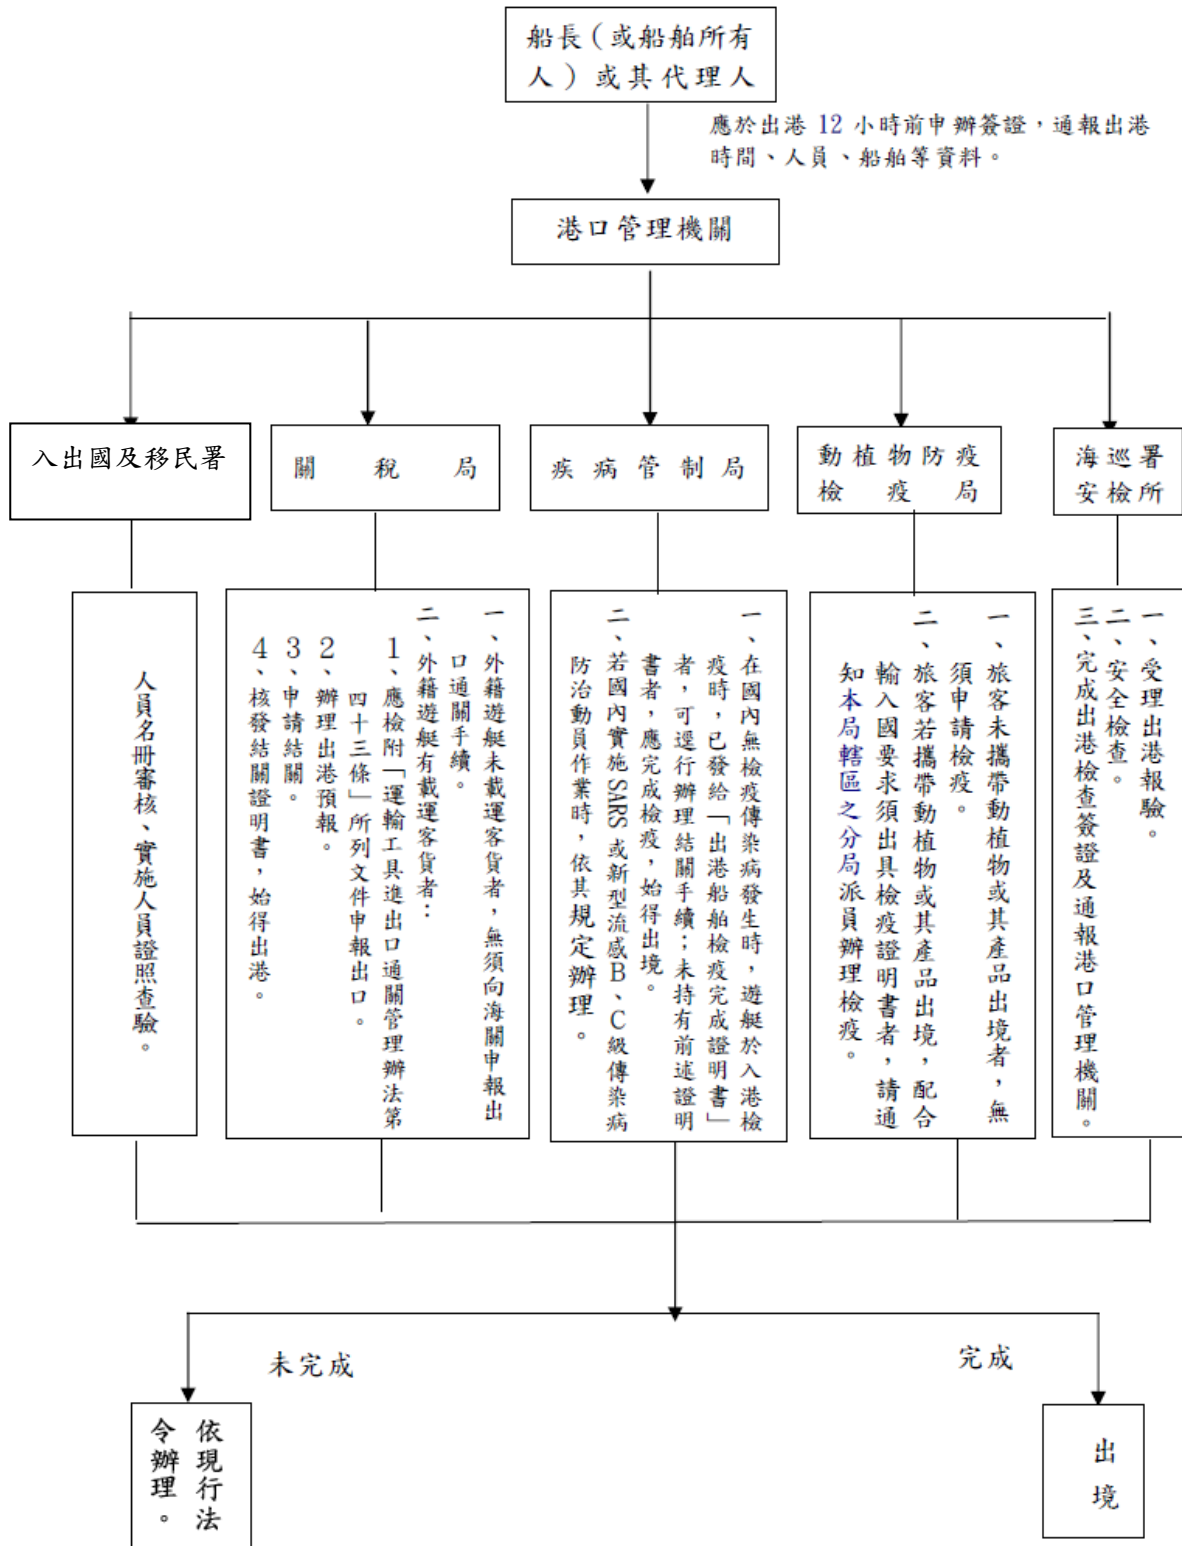 船長（或船舶所有
人）或其代理人
應於出港 12 小時前申辦簽證，通報出港
時間、人員、船舶等資料。
港口管理機關
入出國及移民署
關稅局
疾病管制局
動植物防疫
檢疫局
海巡署
安檢所
人員名冊審核、實施人員證照查驗。
一、外籍遊艇未載運客貨者，無須向海關申報出
口通關手續。
二、外籍遊艇有載運客貨者：
1、應檢附「運輸工具進出口通關管理辦法第
四十三條」所列文件申報出口。
2、辦理出港預報。
3、申請結關。
4、核發結關證明書，始得出港。
一、在國內無檢疫傳染病發生時，遊艇於入港檢
疫時，已發給「出港船舶檢疫完成證明書」
者，可逕行辦理結關手續；未持有前述證明
書者，應完成檢疫，始得出境。
二、若國內實施SARS或新型流感B、C級傳染病
防治動員作業時，依其規定辦理。
一、旅客未攜帶動植物或其產品出境者，無
須申請檢疫。
二、旅客若攜帶動植物或其產品出境，配合
輸入國要求須出具檢疫證明書者，請通
知本局轄區之分局派員辦理檢疫。
一、受理出港報驗。
二、安全檢查。
三、完成出港檢查簽證及通報港口管理機關。
未完成
完成
依現行法
令辦理。
出境